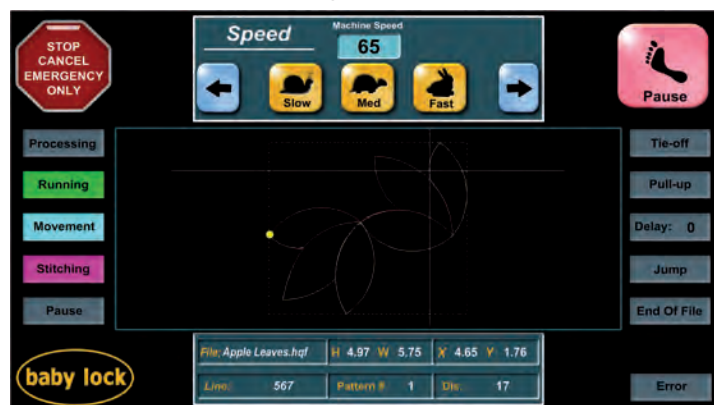 STOP
CANCEL
EMERGENCY
ONLY
Speed
Machine Speed
65
Slow
Med
Fast
Pause
Processing
Running
Movement
Stitching
Pause
Tie-off
Pull-up
Delay: 0
Jump
End Of File
File: Apple Leaves.hqf H 4.97 W 5.75 X 4.65 Y 1.76
Line: 567 Pattern # 1 Div: 17
baby lock
Error